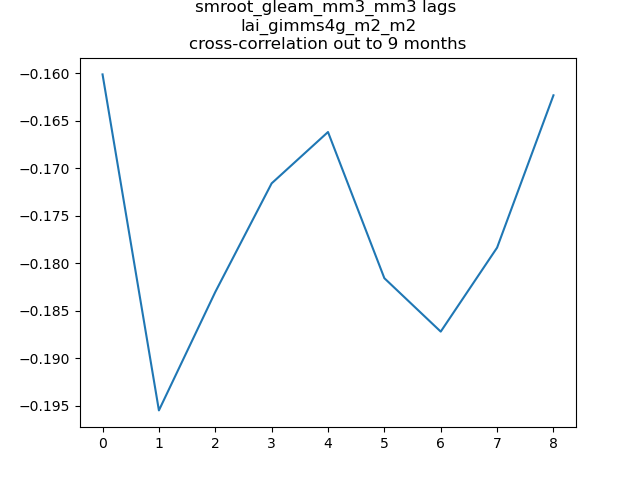 smroot_gleam_mm3_mm3 lags
lai_gimms4g_m2_m2
cross-correlation out to 9 months
−0.160
−0.165
−0.170
−0.175
−0.180
−0.185
−0.190
−0.195
0 1 2 3 4 5 6 7 8